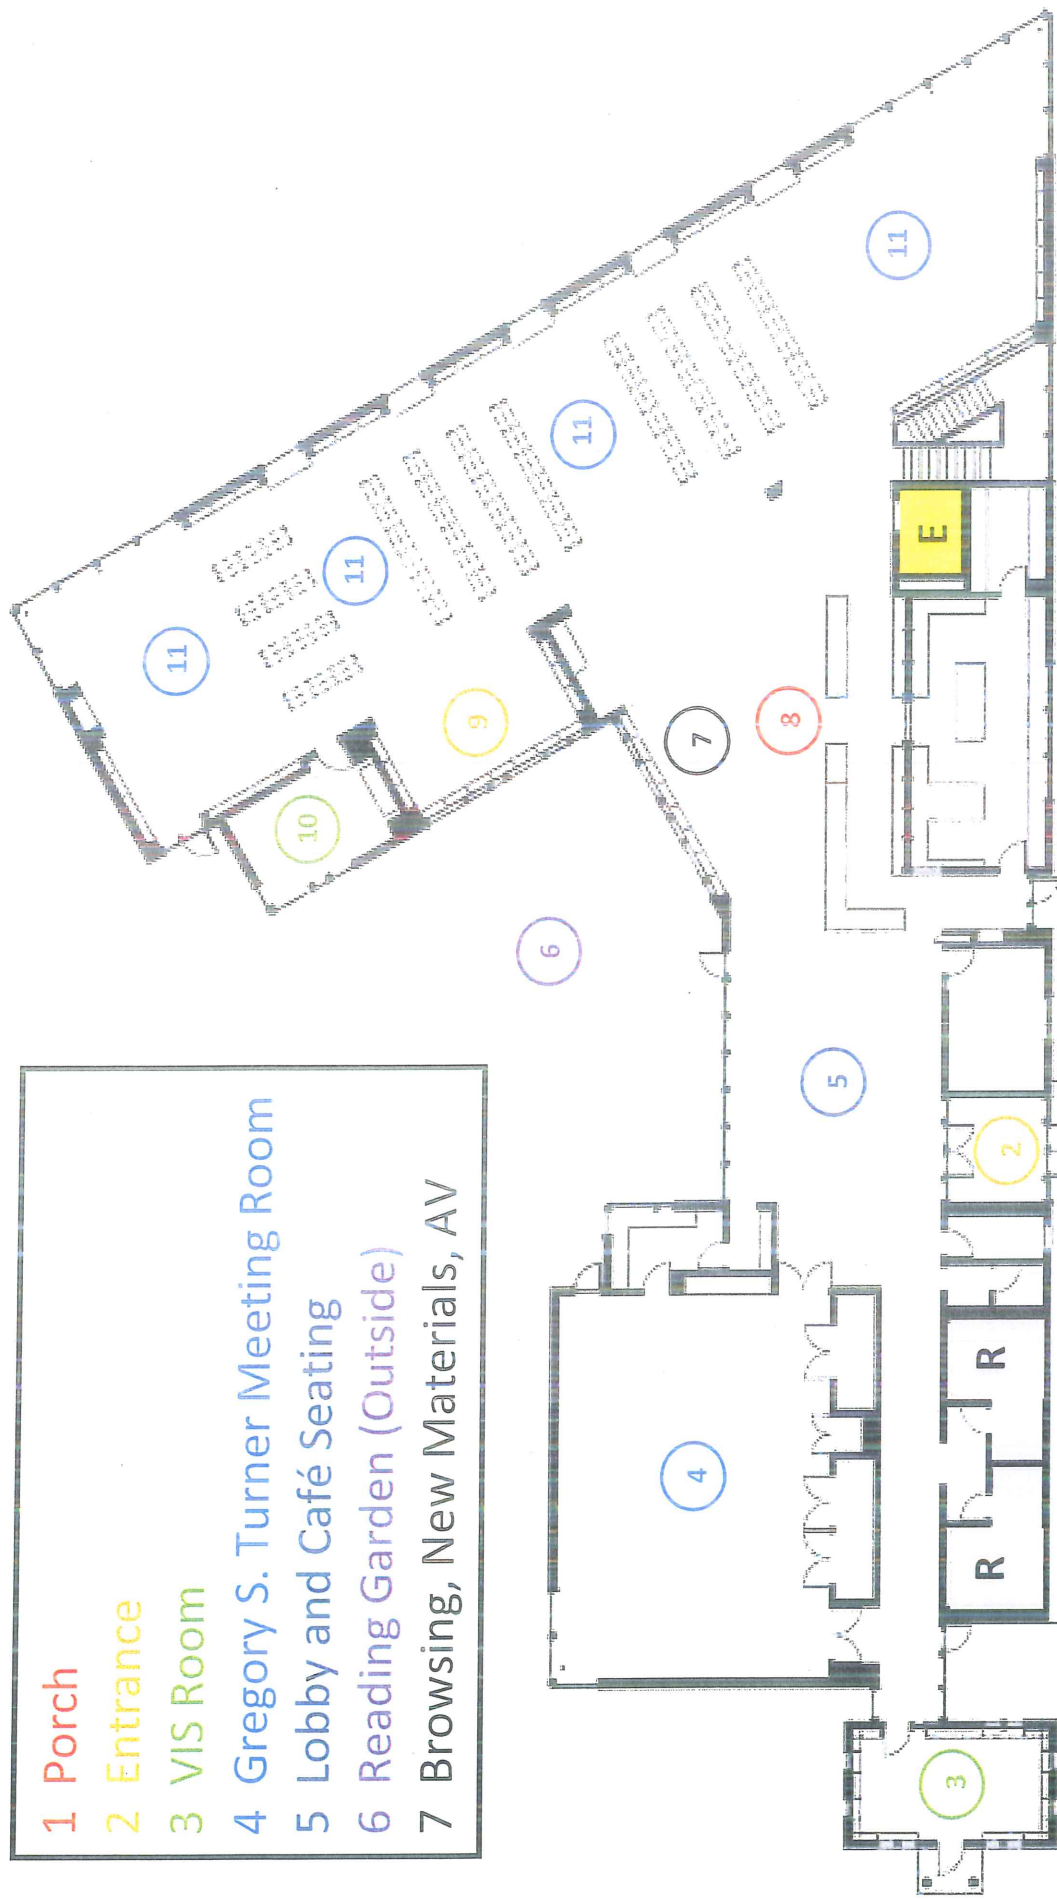 1 Porch
2 Entrance
3 VIS Room
4 Gregory S. Turner Meeting Room
5 Lobby and Café Seating
6 Reading Garden (Outside)
7 Browsing, New Materials, AV
11
11
11
11
10
9
8
7
6
5
4
3
2
E
R
R